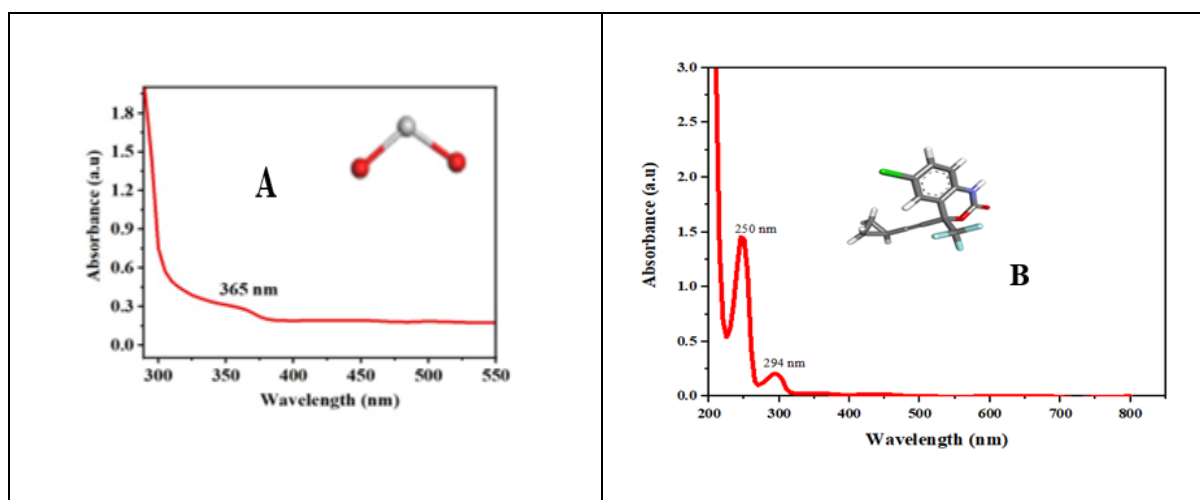 1.8
1.5
1.2
0.9
0.6
0.3
0.0
Absorbance (a.u)
A
365 nm
300 350 400 450 500 550
Wavelength (nm)
3.0
2.5
2.0
1.5
1.0
0.5
0.0
Absorbance (a.u)
250 nm
294 nm
B
200 300 400 500 600 700 800
Wavelength (nm)